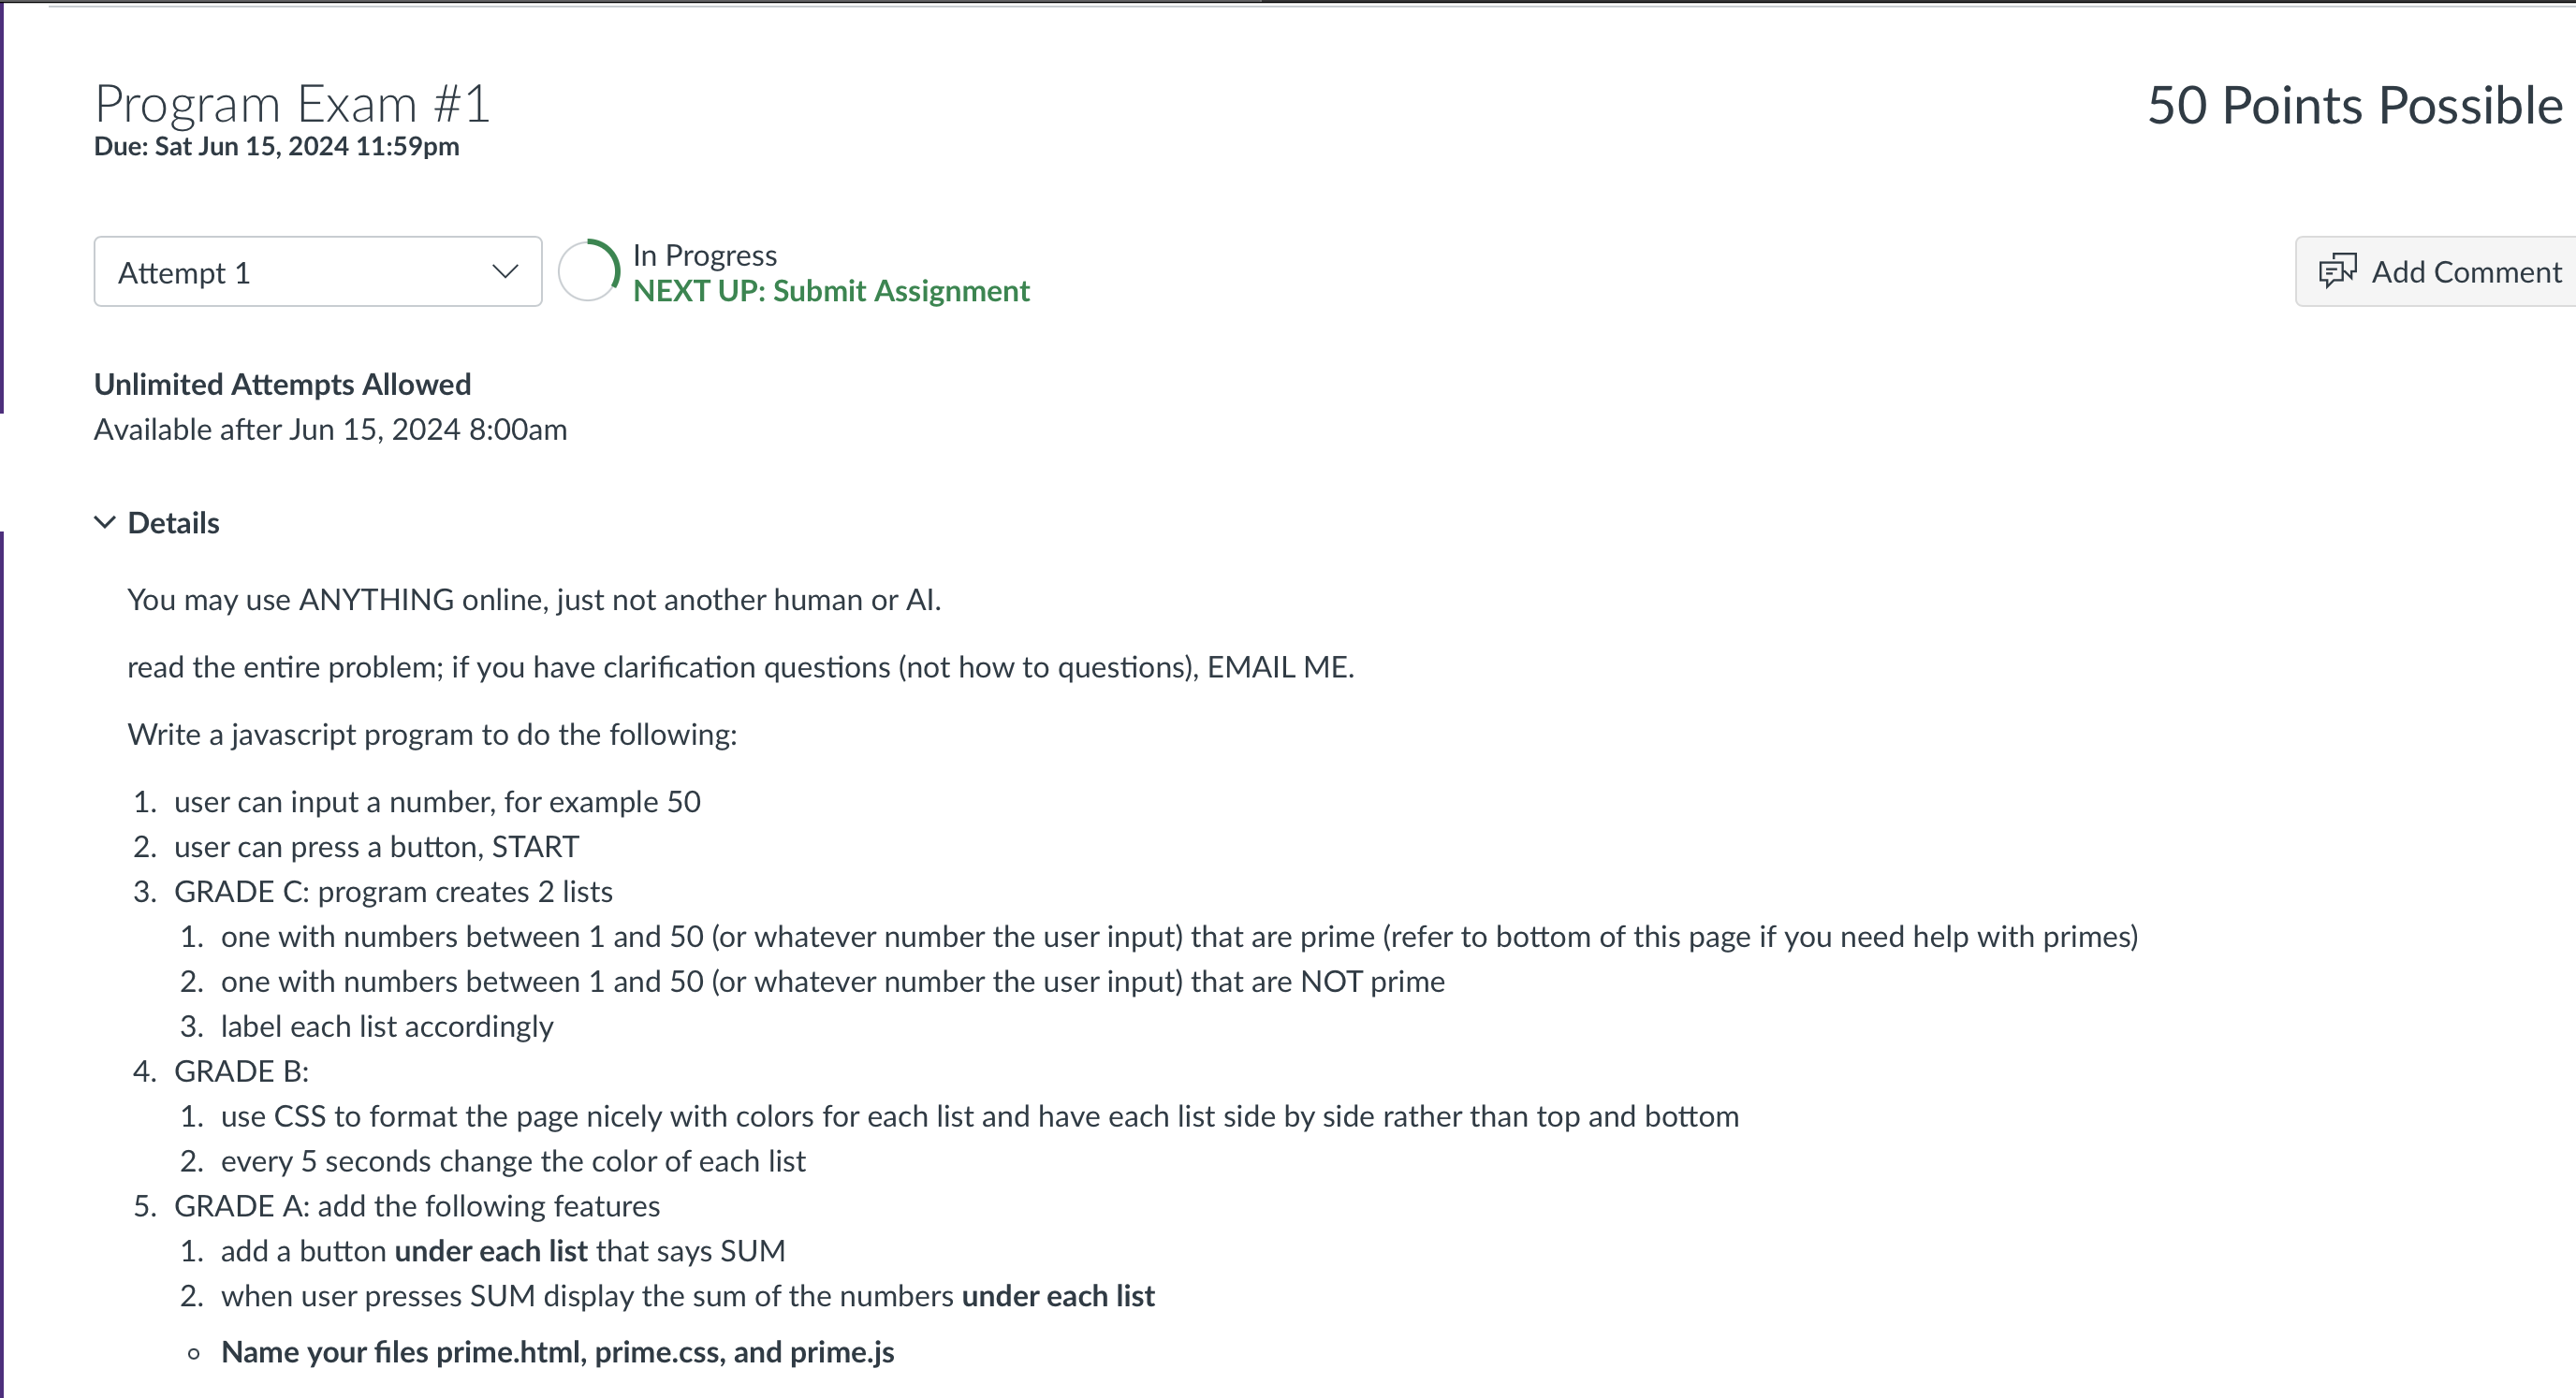 Program Exam #1
50 Points Possible
Due: Sat Jun 15, 2024 11:59pm
Attempt 1
In Progress
NEXT UP: Submit Assignment
Add Comment
Unlimited Attempts Allowed
Available after Jun 15, 2024 8:00am
Details
You may use ANYTHING online, just not another human or AI.
read the entire problem; if you have clarification questions (not how to questions), EMAIL ME.
Write a javascript program to do the following:
1. user can input a number, for example 50
2. user can press a button, START
3. GRADE C: program creates 2 lists
1. one with numbers between 1 and 50 (or whatever number the user input) that are prime (refer to bottom of this page if you need help with primes)
2. one with numbers between 1 and 50 (or whatever number the user input) that are NOT prime
3. label each list accordingly
4. GRADE B:
1. use CSS to format the page nicely with colors for each list and have each list side by side rather than top and bottom
2. every 5 seconds change the color of each list
5. GRADE A: add the following features
1. add a button under each list that says SUM
2. when user presses SUM display the sum of the numbers under each list
○ Name your files prime.html, prime.css, and prime.js